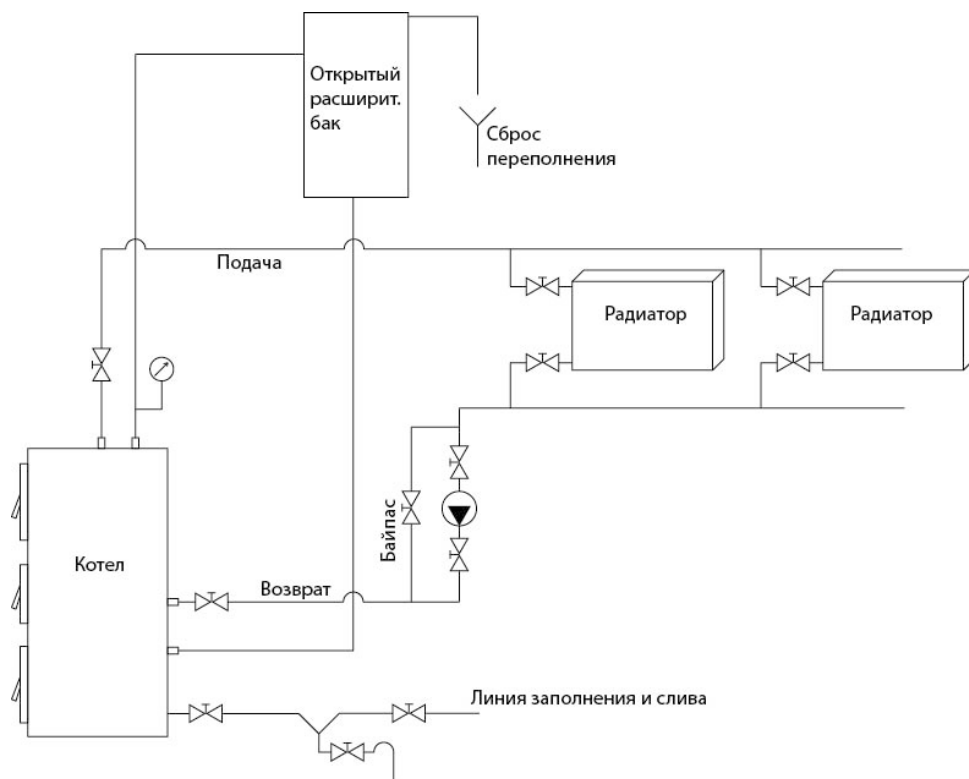 Открытый
расширит.
бак
Сброс
переполнения
Подача
Радиатор
Радиатор
Байпас
Котел
Возврат
Линия заполнения и слива